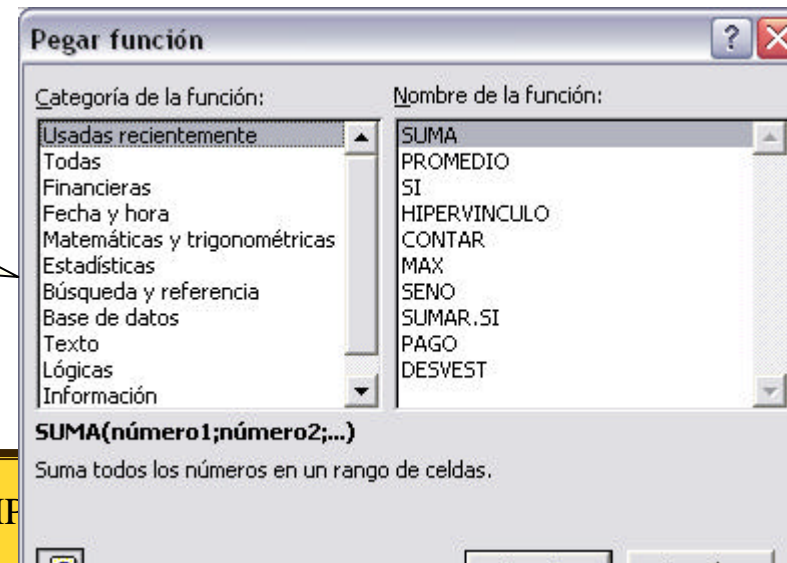 Pegar función
?
Categoría de la función:
Usadas recientemente
Todas
Financieras
Fecha y hora
Matemáticas y trigonométricas
Estadísticas
Búsqueda y referencia
Base de datos
Texto
Lógicas
Información
Nombre de la función:
SUMA
PROMEDIO
SI
HIPERVINCULO
CONTAR
MAX
SENO
SUMAR.SI
PAGO
DESVEST
SUMA(número1;número2;...)
Suma todos los números en un rango de celdas.